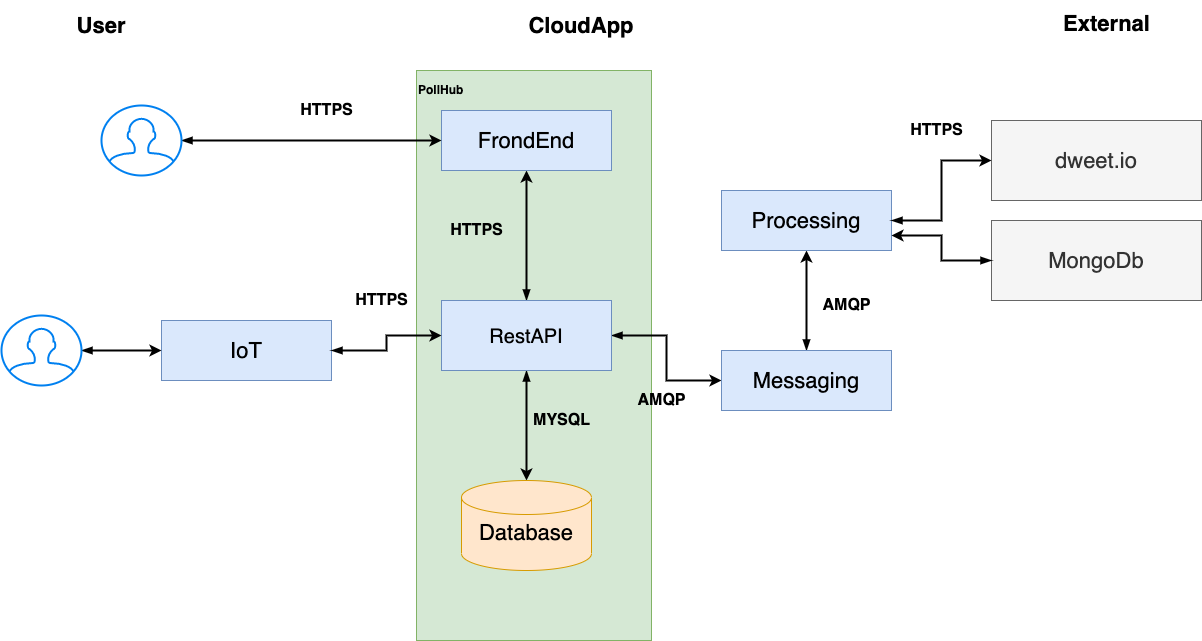 User
CloudApp
External
PollHub
HTTPS
FrondEnd
HTTPS
dweet.io
Processing
HTTPS
MongoDb
HTTPS
AMQP
IoT
RestAPI
Messaging
AMQP
MYSQL
Database